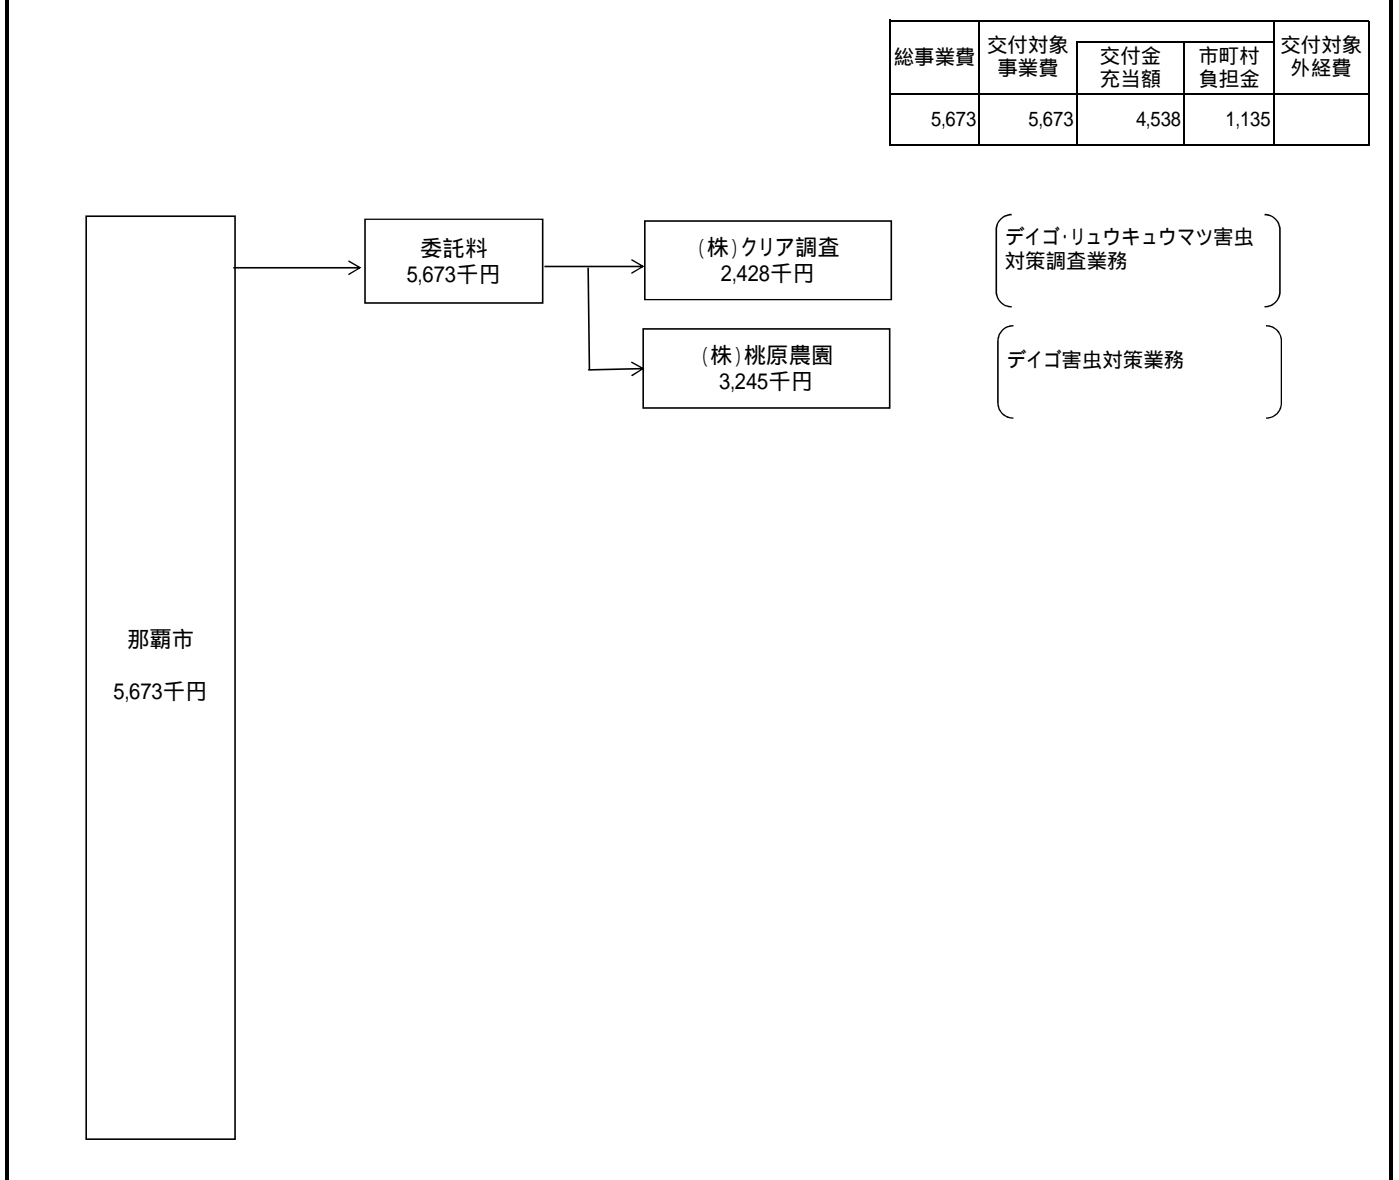 総事業費
交付対象
事業費
交付金
充当額
市町村
負担金
交付対象
外経費
5,673
5,673
4,538
1,135
委託料
5,673千円
(株)クリア調査
2,428千円
デイゴ・リュウキュウマツ害虫
対策調査業務
(株)桃原農園
3,245千円
デイゴ害虫対策業務
那覇市
5,673千円